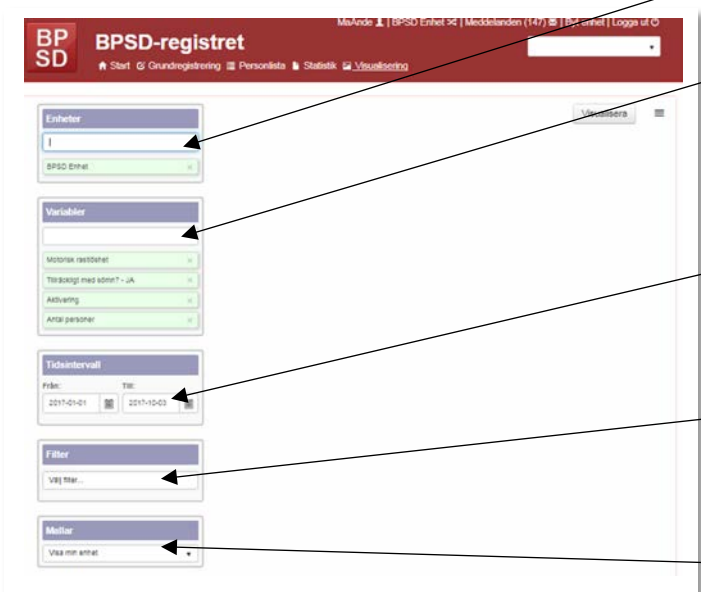 MaAnde | BPSD Enhet | Meddelanden (147) | Byt enhet | Logga ut
BP
SD
BPSD-registret
Start Grundregistrering Personlista Statistik Visualisering
Visualisera
Enheter
BPSD Enhet
Variabler
Motorisk rastlöshet
Tillräckligt med sömn? - JA
Aktivering
Antal personer
Tidsintervall
Från: Till:
2017-01-01 2017-10-03
Filter
Välj filter...
Mallar
Visa min enhet